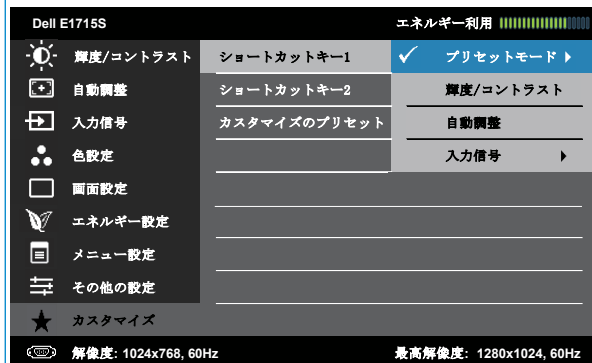 Dell E1715S エネルギー利用
輝度/コントラスト ショートカットキー1 プリセットモード
自動調整 ショートカットキー2 輝度/コントラスト
入力信号 カスタマイズのプリセット 自動調整
色設定 入力信号
画面設定
エネルギー設定
メニュー設定
その他の設定
カスタマイズ
解像度: 1024x768, 60Hz 最高解像度: 1280x1024, 60Hz